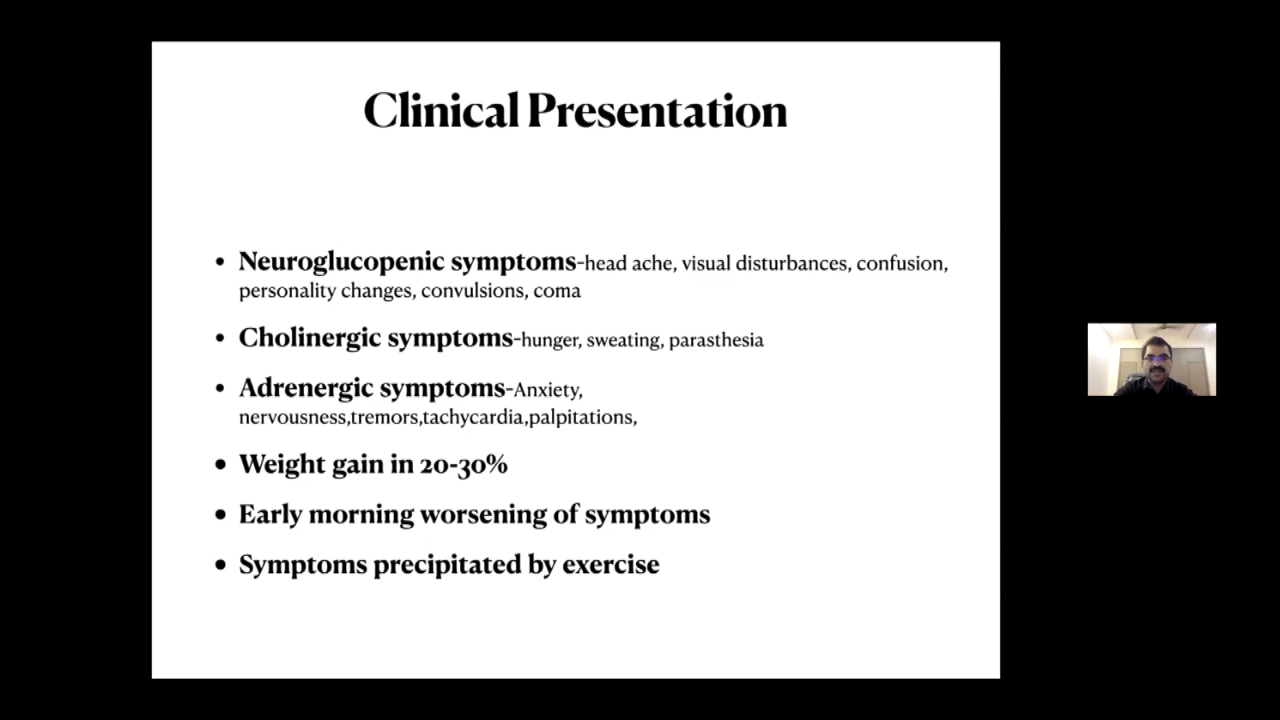 Clinical Presentation
• Neuroglucopenic symptoms-head ache, visual disturbances, confusion,
personality changes, convulsions, coma
• Cholinergic symptoms-hunger, sweating, parasthesia
• Adrenergic symptoms-Anxiety,
nervousness,tremors,tachycardia,palpitations,
• Weight gain in 20-30%
• Early morning worsening of symptoms
• Symptoms precipitated by exercise